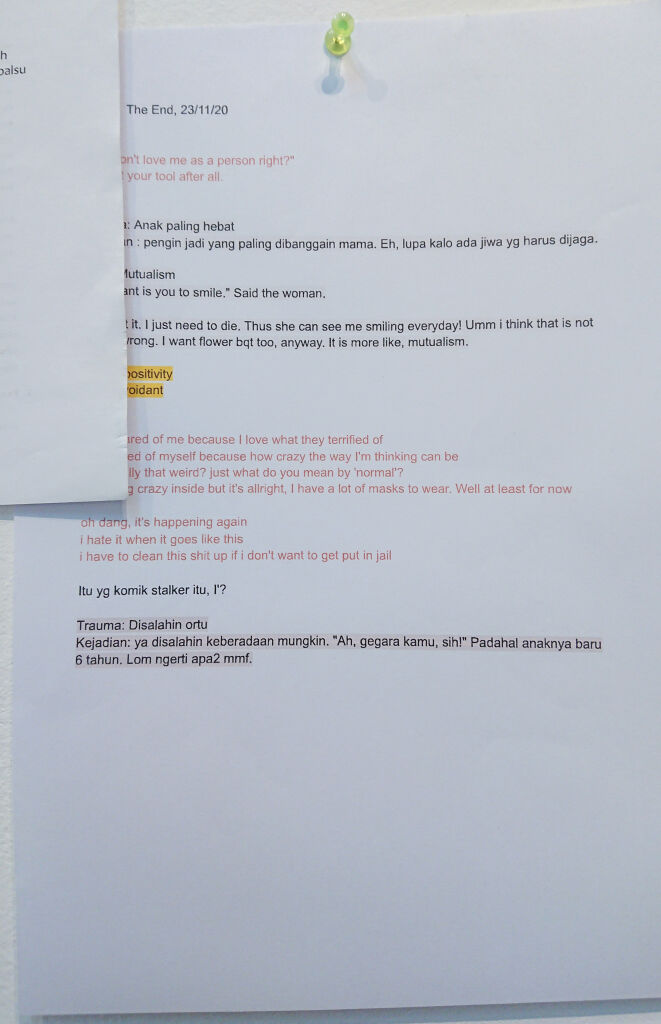 h
palsu
The End, 23/11/20
love me as a person right?"
your tool after all.
: Anak paling hebat
: pengin jadi yang paling dibanggain mama. Eh, lupa kalo ada jiwa yg harus dijaga.
Mutualism
is you to smile." Said the woman.
it. I just need to die. Thus she can see me smiling everyday! Umm i think that is not
I want flower bqt too, anyway. It is more like, mutualism.
positivity
of me because I love what they terrified of
of myself because how crazy the way I'm thinking can be
that weird? just what do you mean by 'normal'?
crazy inside but it's allright, I have a lot of masks to wear. Well at least for now
oh dang, it's happening again
i hate it when it goes like this
i have to clean this shit up if i don't want to get put in jail
Itu yg komik stalker itu, l'?
Trauma: Disalahin ortu
Kejadian: ya disalahin keberadaan mungkin. "Ah, gegara kamu, sih!" Padahal anaknya baru
6 tahun. Lom ngerti apa2 mmf.